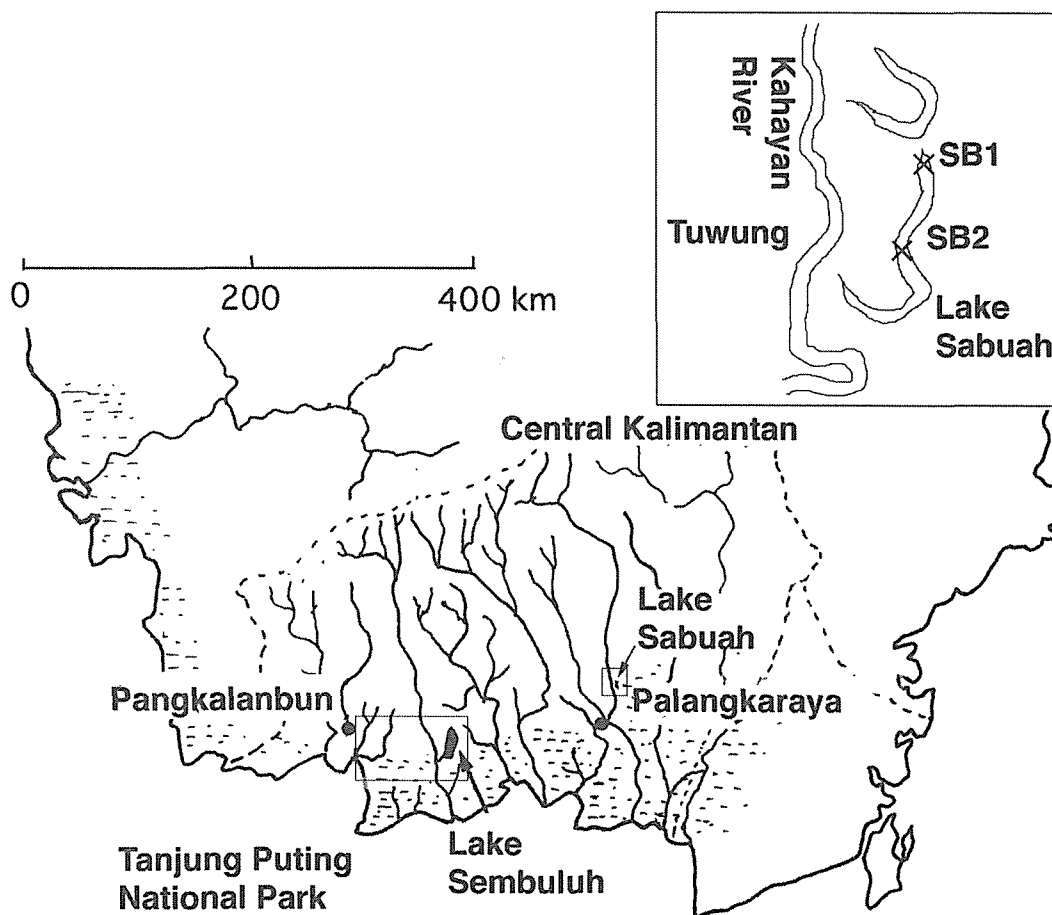 Kahayan
River
SB1
Tuwung
SB2
Lake
Sabuah
0 200 400 km
Central Kalimantan
Lake
Sabuah
Pangkalanbun
Palangkaraya
Tanjung Puting
National Park
Lake
Sembuluh